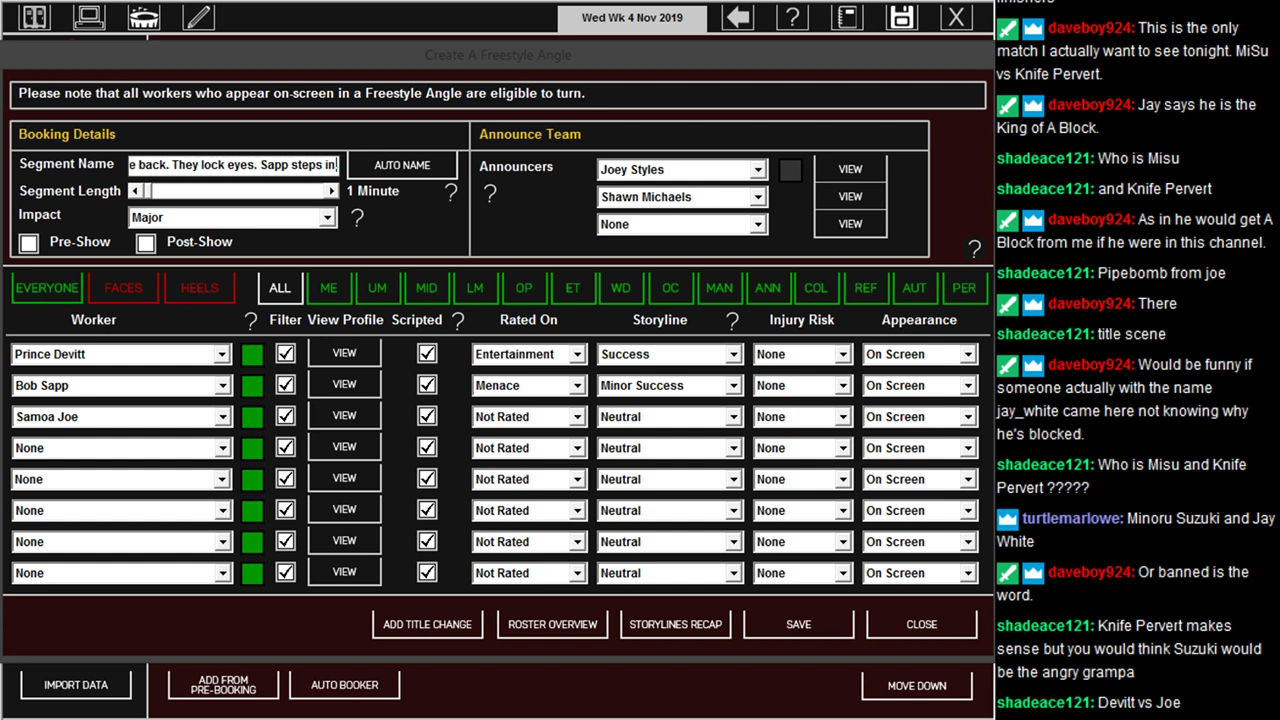 Wed Wk 4 Nov 2019
Create A Freestyle Angle
Please note that all workers who appear on-screen in a Freestyle Angle are eligible to turn.
Booking Details
Segment Name e back. They lock eyes. Sapp steps in AUTO NAME
Segment Length 1 Minute ?
Impact Major ?
Pre-Show Post-Show
Announce Team
Announcers Joey Styles VIEW
? Shawn Michaels VIEW
None VIEW
?
EVERYONE FACES HEELS ALL ME UM MID LM OP ET WD OC MAN ANN COL REF AUT PER
Worker ? Filter View Profile Scripted ? Rated On Storyline ? Injury Risk Appearance
Prince Devitt VIEW Entertainment Success None On Screen
Bob Sapp VIEW Menace Minor Success None On Screen
Samoa Joe VIEW Not Rated Neutral None On Screen
None VIEW Not Rated Neutral None On Screen
None VIEW Not Rated Neutral None On Screen
None VIEW Not Rated Neutral None On Screen
None VIEW Not Rated Neutral None On Screen
None VIEW Not Rated Neutral None On Screen
ADD TITLE CHANGE ROSTER OVERVIEW STORYLINES RECAP SAVE CLOSE
IMPORT DATA ADD FROM PRE-BOOKING AUTO BOOKER MOVE DOWN
daveboy924: This is the only
match I actually want to see tonight. MiSu
vs Knife Pervert.
daveboy924: Jay says he is the
King of A Block.
shadeace121: Who is Misu
shadeace121: and Knife Pervert
daveboy924: As in he would get A
Block from me if he were in this channel.
shadeace121: Pipebomb from joe
daveboy924: There
shadeace121: title scene
daveboy924: Would be funny if
someone actually with the name
jay_white came here not knowing why
he's blocked.
shadeace121: Who is Misu and Knife
Pervert ?????
turtlemarlowe: Minoru Suzuki and Jay
White
daveboy924: Or banned is the
word.
shadeace121: Knife Pervert makes
sense but you would think Suzuki would
be the angry grampa
shadeace121: Devitt vs Joe